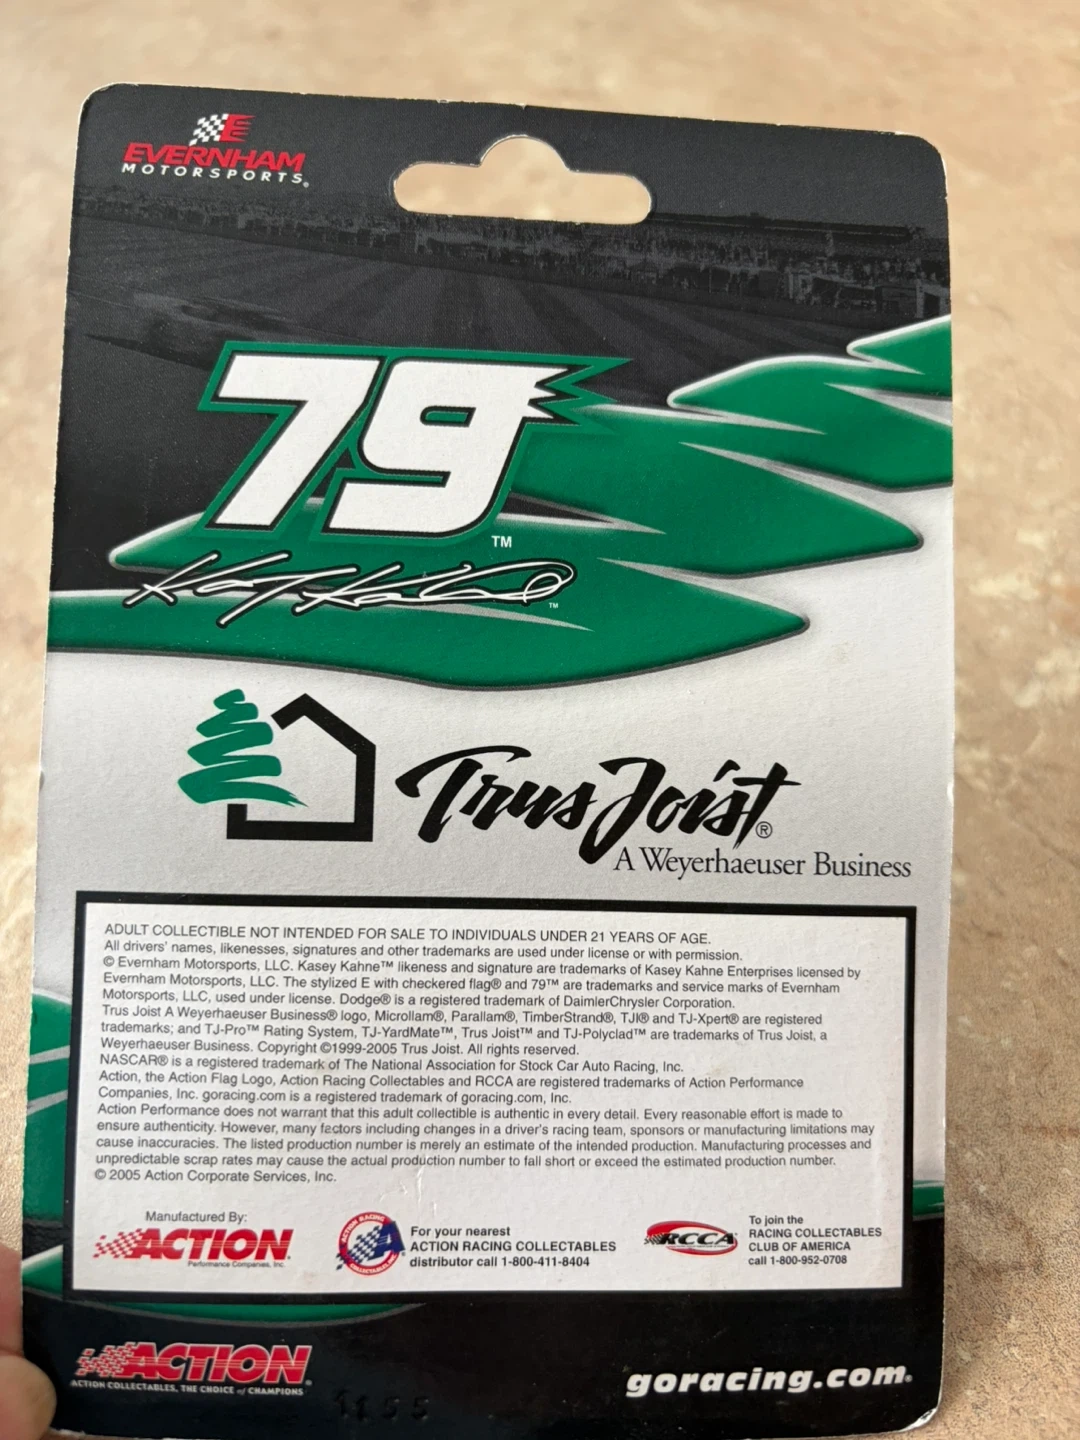 EVERNHAM
MOTORSPORTS®
79
™
Kasey Kahne ™
Trus Joist®
A Weyerhaeuser Business
ADULT COLLECTIBLE NOT INTENDED FOR SALE TO INDIVIDUALS UNDER 21 YEARS OF AGE.
All drivers' names, likenesses, signatures and other trademarks are used under license or with permission.
© Evernham Motorsports, LLC. Kasey Kahne™ likeness and signature are trademarks of Kasey Kahne Enterprises licensed by
Evernham Motorsports, LLC. The stylized E with checkered flag® and 79™ are trademarks and service marks of Evernham
Motorsports, LLC, used under license. Dodge® is a registered trademark of DaimlerChrysler Corporation.
Trus Joist A Weyerhaeuser Business® logo, Microllam®, Parallam®, TimberStrand®, TJI® and TJ-Xpert® are registered
trademarks; and TJ-Pro™ Rating System, TJ-YardMate™, Trus Joist™ and TJ-Polyclad™ are trademarks of Trus Joist, a
Weyerhaeuser Business. Copyright ©1999-2005 Trus Joist. All rights reserved.
NASCAR® is a registered trademark of The National Association for Stock Car Auto Racing, Inc.
Action, the Action Flag Logo, Action Racing Collectables and RCCA are registered trademarks of Action Performance
Companies, Inc. goracing.com is a registered trademark of goracing.com, Inc.
Action Performance does not warrant that this adult collectible is authentic in every detail. Every reasonable effort is made to
ensure authenticity. However, many factors including changes in a driver's racing team, sponsors or manufacturing limitations may
cause inaccuracies. The listed production number is merely an estimate of the intended production. Manufacturing processes and
unpredictable scrap rates may cause the actual production number to fall short or exceed the estimated production number.
© 2005 Action Corporate Services, Inc.
Manufactured By:
ACTION
Performance Companies, Inc.
ACTION RACING
COLLECTABLES, INC.
For your nearest
ACTION RACING COLLECTABLES
distributor call 1-800-411-8404
RCCA
To join the
RACING COLLECTABLES
CLUB OF AMERICA
call 1-800-952-0708
ACTION®
ACTION COLLECTABLES, THE CHOICE of CHAMPIONS
goracing.com®
1155